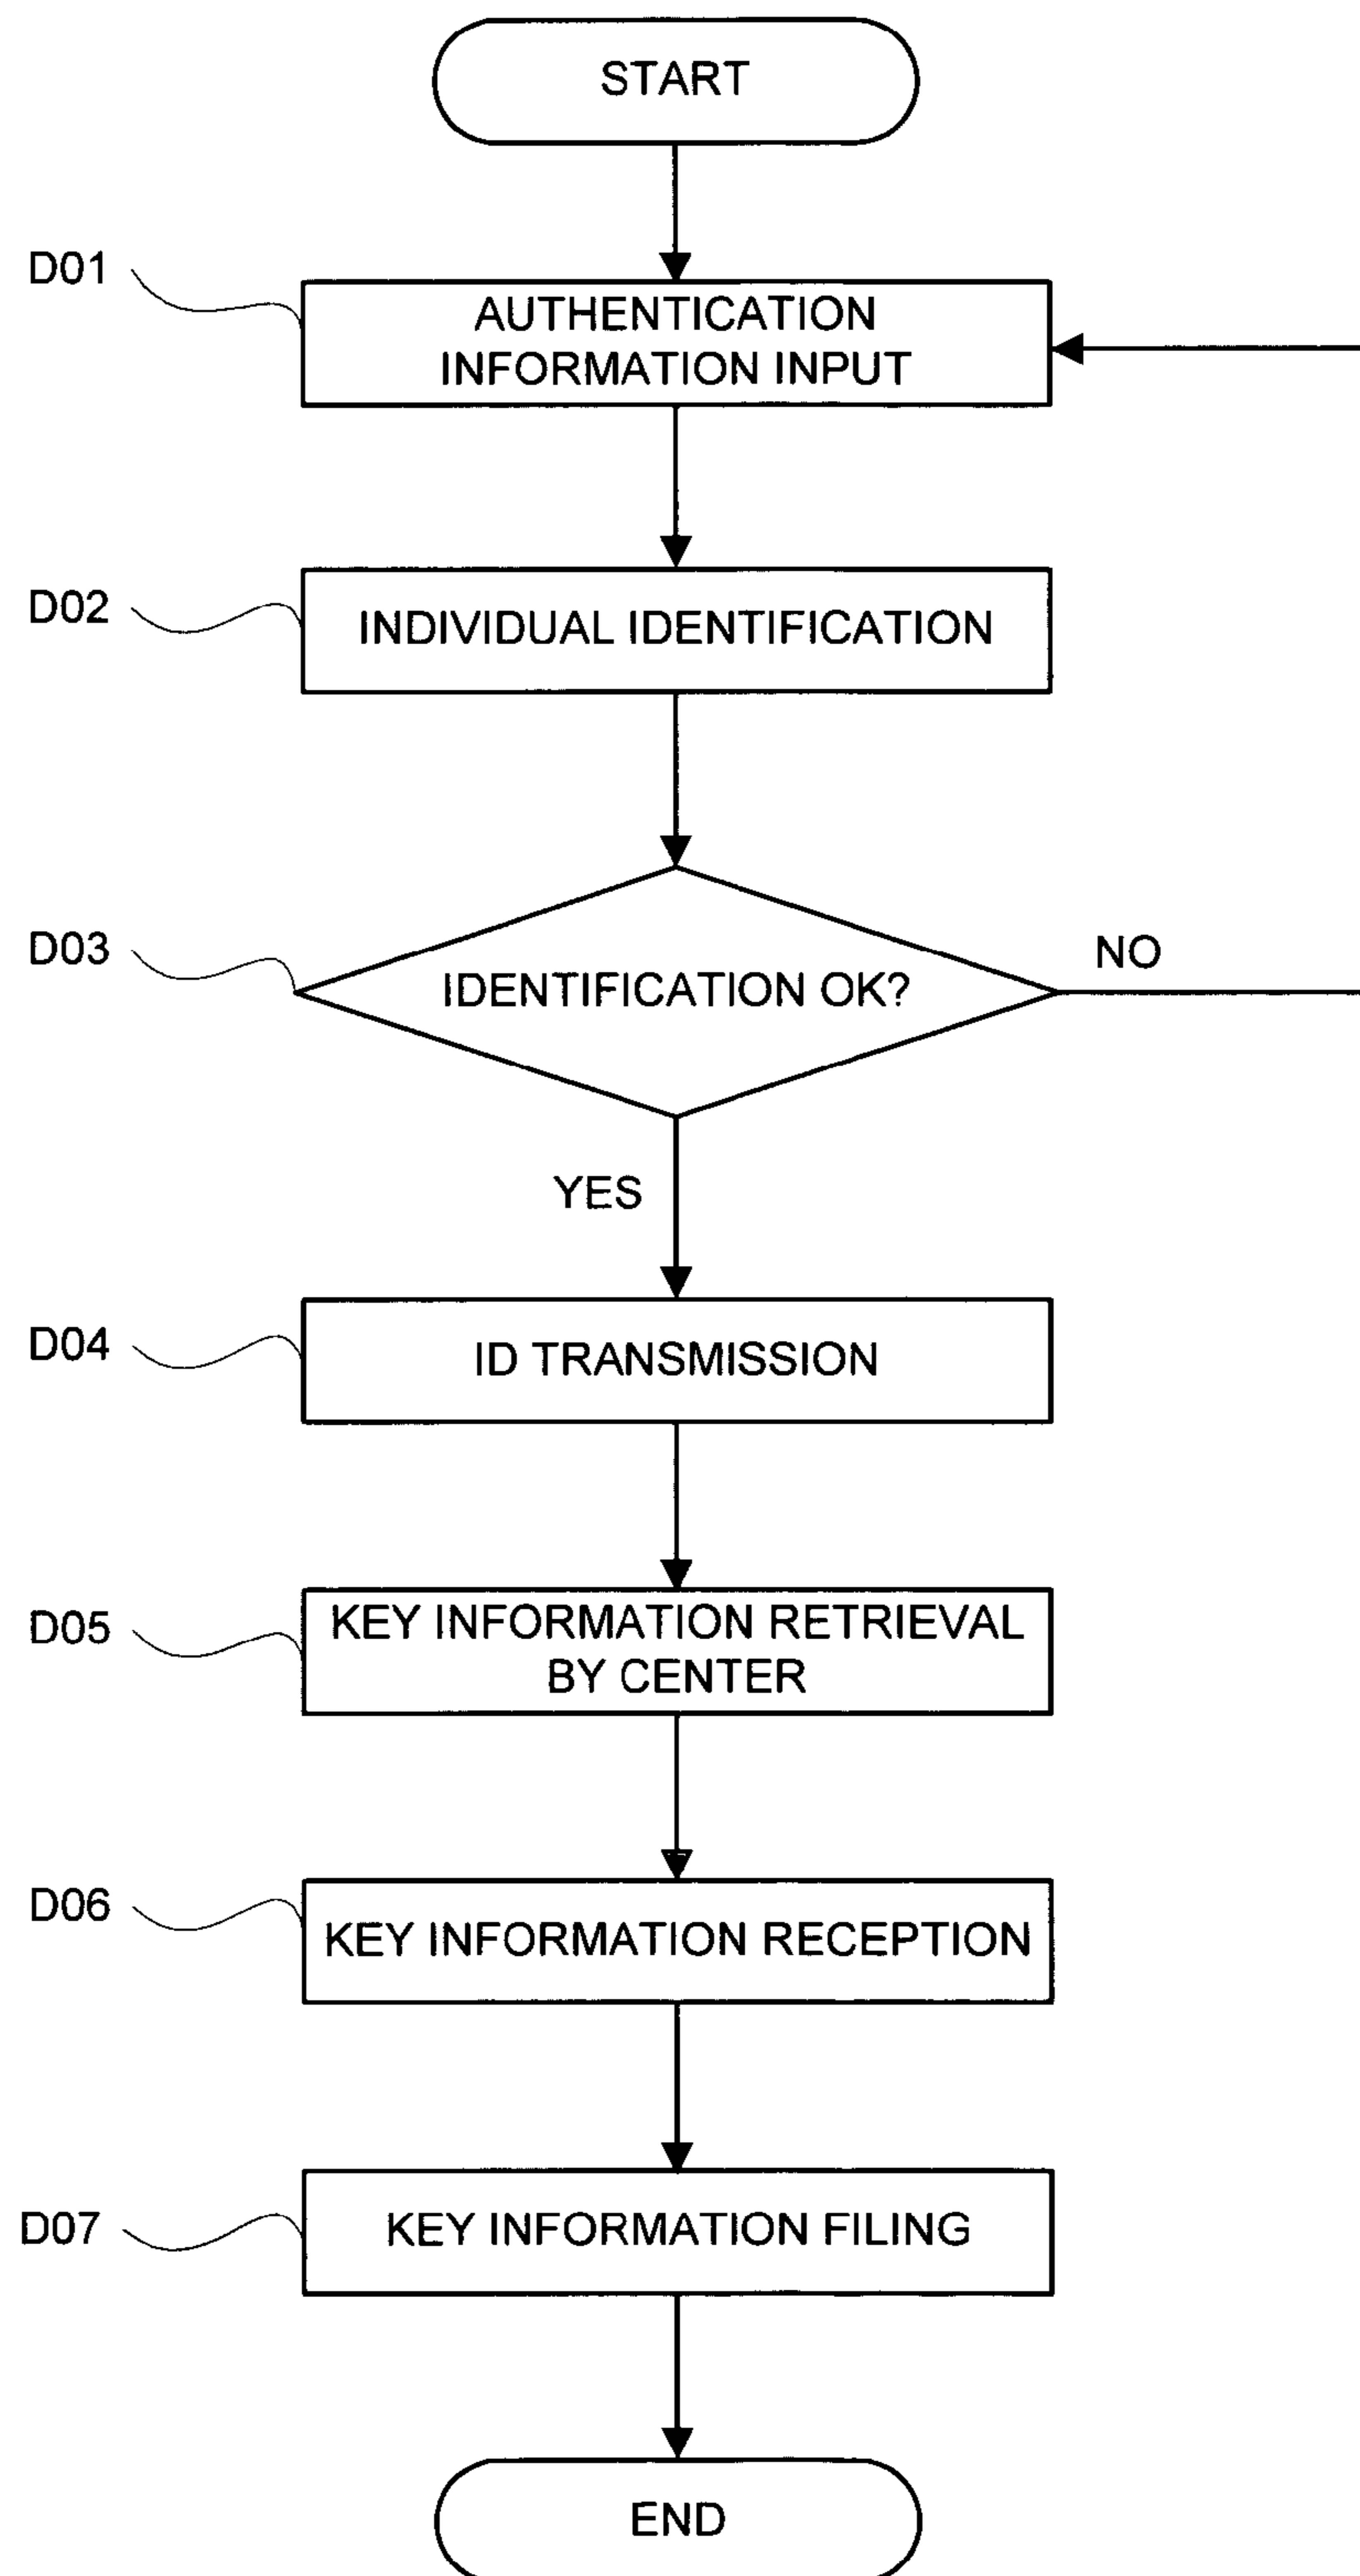 START
D01
AUTHENTICATION
INFORMATION INPUT
D02
INDIVIDUAL IDENTIFICATION
D03
IDENTIFICATION OK?
NO
YES
D04
ID TRANSMISSION
D05
KEY INFORMATION RETRIEVAL
BY CENTER
D06
KEY INFORMATION RECEPTION
D07
KEY INFORMATION FILING
END